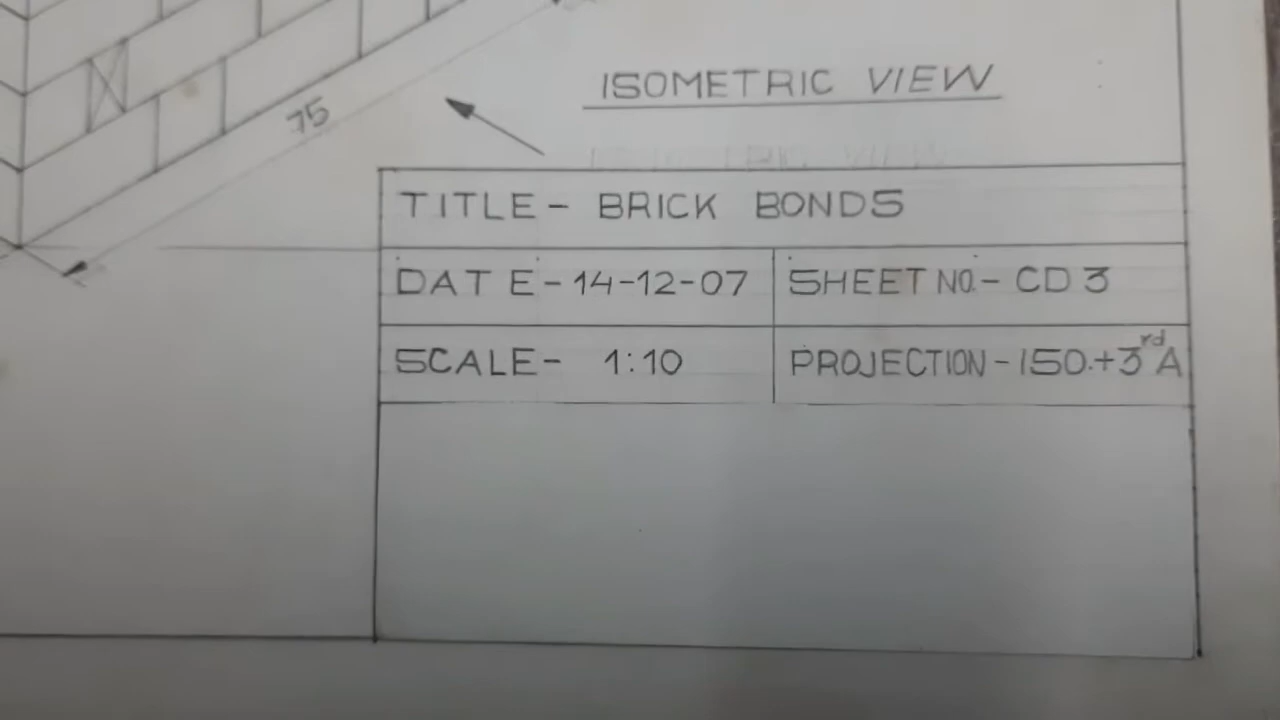 75
ISOMETRIC VIEW
TITLE- BRICK BONDS
DATE-14-12-07
SHEET NO.- CD 3
SCALE- 1:10
PROJECTION-ISO.+3rd A